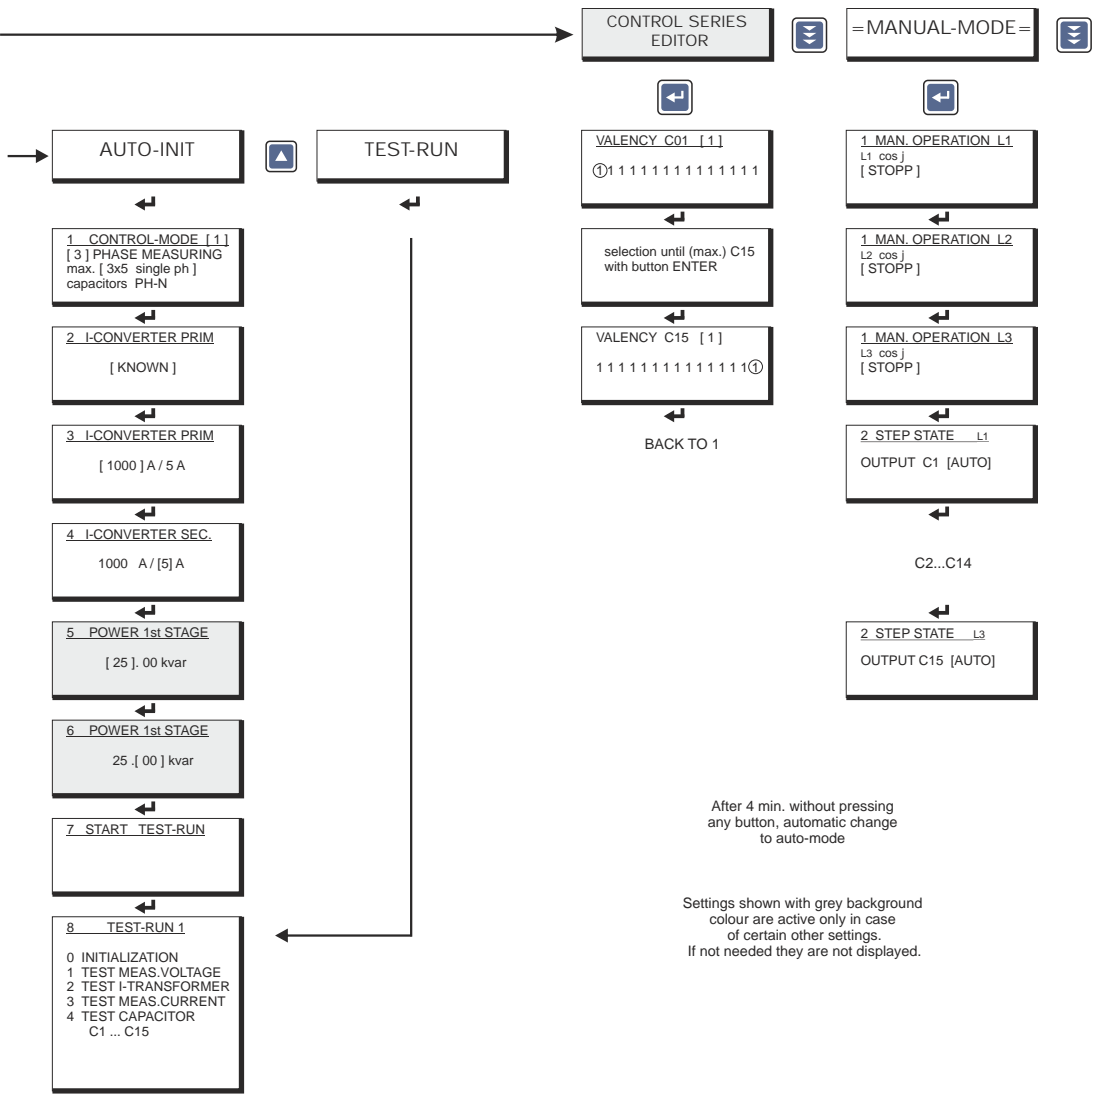 CONTROL SERIES
EDITOR
=MANUAL-MODE=
AUTO-INIT
TEST-RUN
1 CONTROL-MODE [ 1 ]
[ 3 ] PHASE MEASURING
max. [ 3x5 single ph ]
capacitors PH-N
2 I-CONVERTER PRIM
[ KNOWN ]
3 I-CONVERTER PRIM
[ 1000 ] A / 5 A
4 I-CONVERTER SEC.
1000 A / [5] A
5 POWER 1st STAGE
[ 25 ]. 00 kvar
6 POWER 1st STAGE
25 .[ 00 ] kvar
7 START TEST-RUN
8 TEST-RUN 1
0 INITIALIZATION
1 TEST MEAS.VOLTAGE
2 TEST I-TRANSFORMER
3 TEST MEAS.CURRENT
4 TEST CAPACITOR
C1 ... C15
VALENCY C01 [ 1 ]
①1 1 1 1 1 1 1 1 1 1 1 1 1 1
selection until (max.) C15
with button ENTER
VALENCY C15 [ 1 ]
1 1 1 1 1 1 1 1 1 1 1 1 1 1①
BACK TO 1
1 MAN. OPERATION L1
L1 cos j
[ STOPP ]
1 MAN. OPERATION L2
L2 cos j
[ STOPP ]
1 MAN. OPERATION L3
L3 cos j
[ STOPP ]
2 STEP STATE L1
OUTPUT C1 [AUTO]
C2...C14
2 STEP STATE L3
OUTPUT C15 [AUTO]
After 4 min. without pressing
any button, automatic change
to auto-mode
Settings shown with grey background
colour are active only in case
of certain other settings.
If not needed they are not displayed.